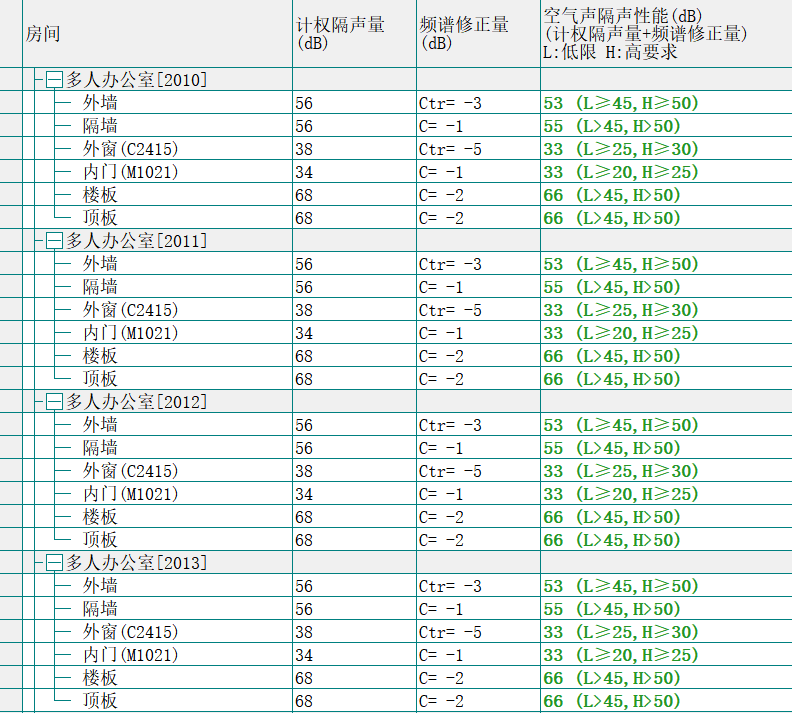 房间 计权隔声量(dB) 频谱修正量(dB) 空气声隔声性能(dB)(计权隔声量+频谱修正量)L:低限 H:高要求
多人办公室[2010]
外墙 56 Ctr= -3 53 (L≥45,H≥50)
隔墙 56 C= -1 55 (L>45,H>50)
外窗(C2415) 38 Ctr= -5 33 (L≥25,H≥30)
内门(M1021) 34 C= -1 33 (L≥20,H≥25)
楼板 68 C= -2 66 (L>45,H>50)
顶板 68 C= -2 66 (L>45,H>50)
多人办公室[2011]
外墙 56 Ctr= -3 53 (L≥45,H≥50)
隔墙 56 C= -1 55 (L>45,H>50)
外窗(C2415) 38 Ctr= -5 33 (L≥25,H≥30)
内门(M1021) 34 C= -1 33 (L≥20,H≥25)
楼板 68 C= -2 66 (L>45,H>50)
顶板 68 C= -2 66 (L>45,H>50)
多人办公室[2012]
外墙 56 Ctr= -3 53 (L≥45,H≥50)
隔墙 56 C= -1 55 (L>45,H>50)
外窗(C2415) 38 Ctr= -5 33 (L≥25,H≥30)
内门(M1021) 34 C= -1 33 (L≥20,H≥25)
楼板 68 C= -2 66 (L>45,H>50)
顶板 68 C= -2 66 (L>45,H>50)
多人办公室[2013]
外墙 56 Ctr= -3 53 (L≥45,H≥50)
隔墙 56 C= -1 55 (L>45,H>50)
外窗(C2415) 38 Ctr= -5 33 (L≥25,H≥30)
内门(M1021) 34 C= -1 33 (L≥20,H≥25)
楼板 68 C= -2 66 (L>45,H>50)
顶板 68 C= -2 66 (L>45,H>50)